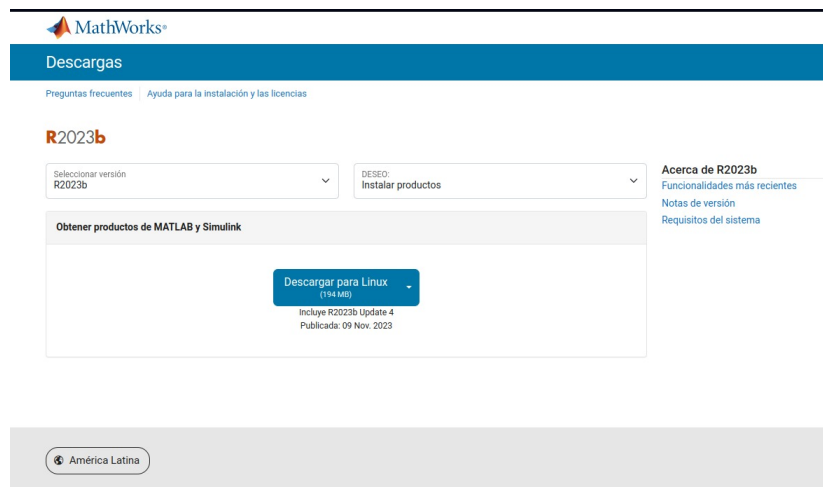 MathWorks®
Descargas
Preguntas frecuentes
Ayuda para la instalación y las licencias
R2023b
Seleccionar versión
R2023b
DESEO:
Instalar productos
Acerca de R2023b
Funcionalidades más recientes
Notas de versión
Requisitos del sistema
Obtener productos de MATLAB y Simulink
Descargar para Linux
(194 MB)
Incluye R2023b Update 4
Publicada: 09 Nov. 2023
América Latina